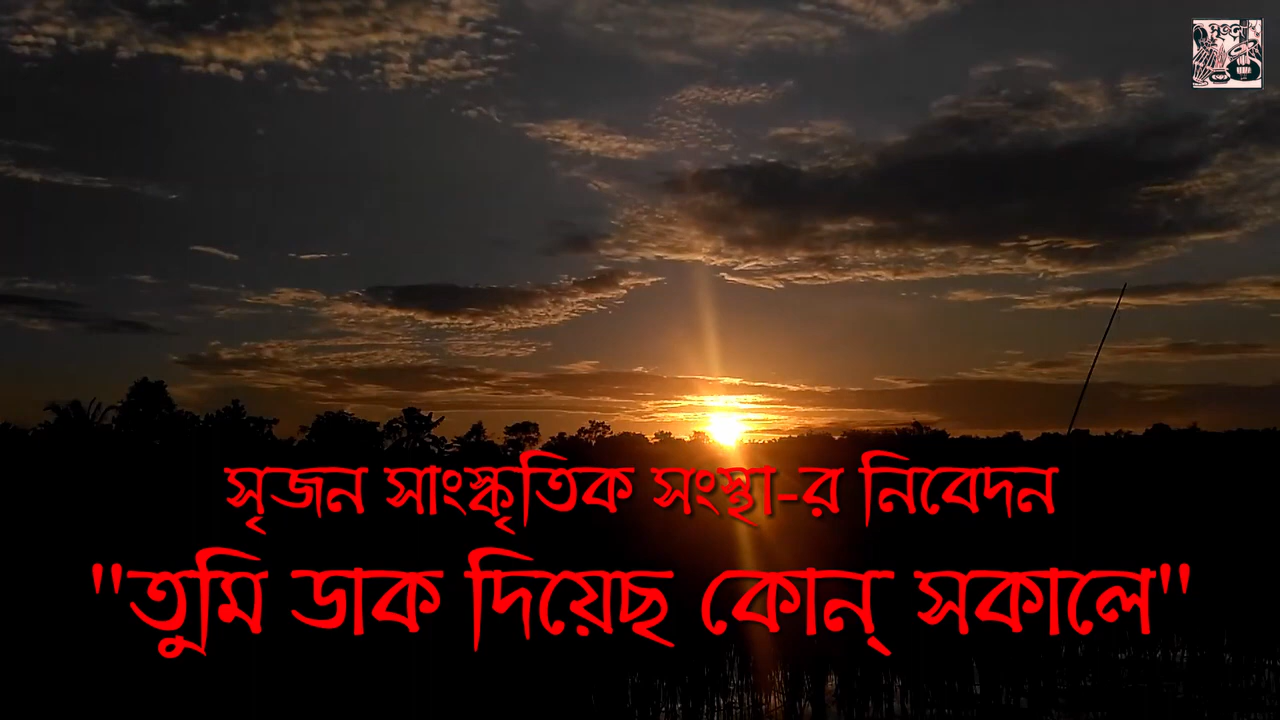 সৃজন সাংস্কৃতিক সংস্থা-র নিবেদন
"তুমি ডাক দিয়েছ কোন্ সকালে"